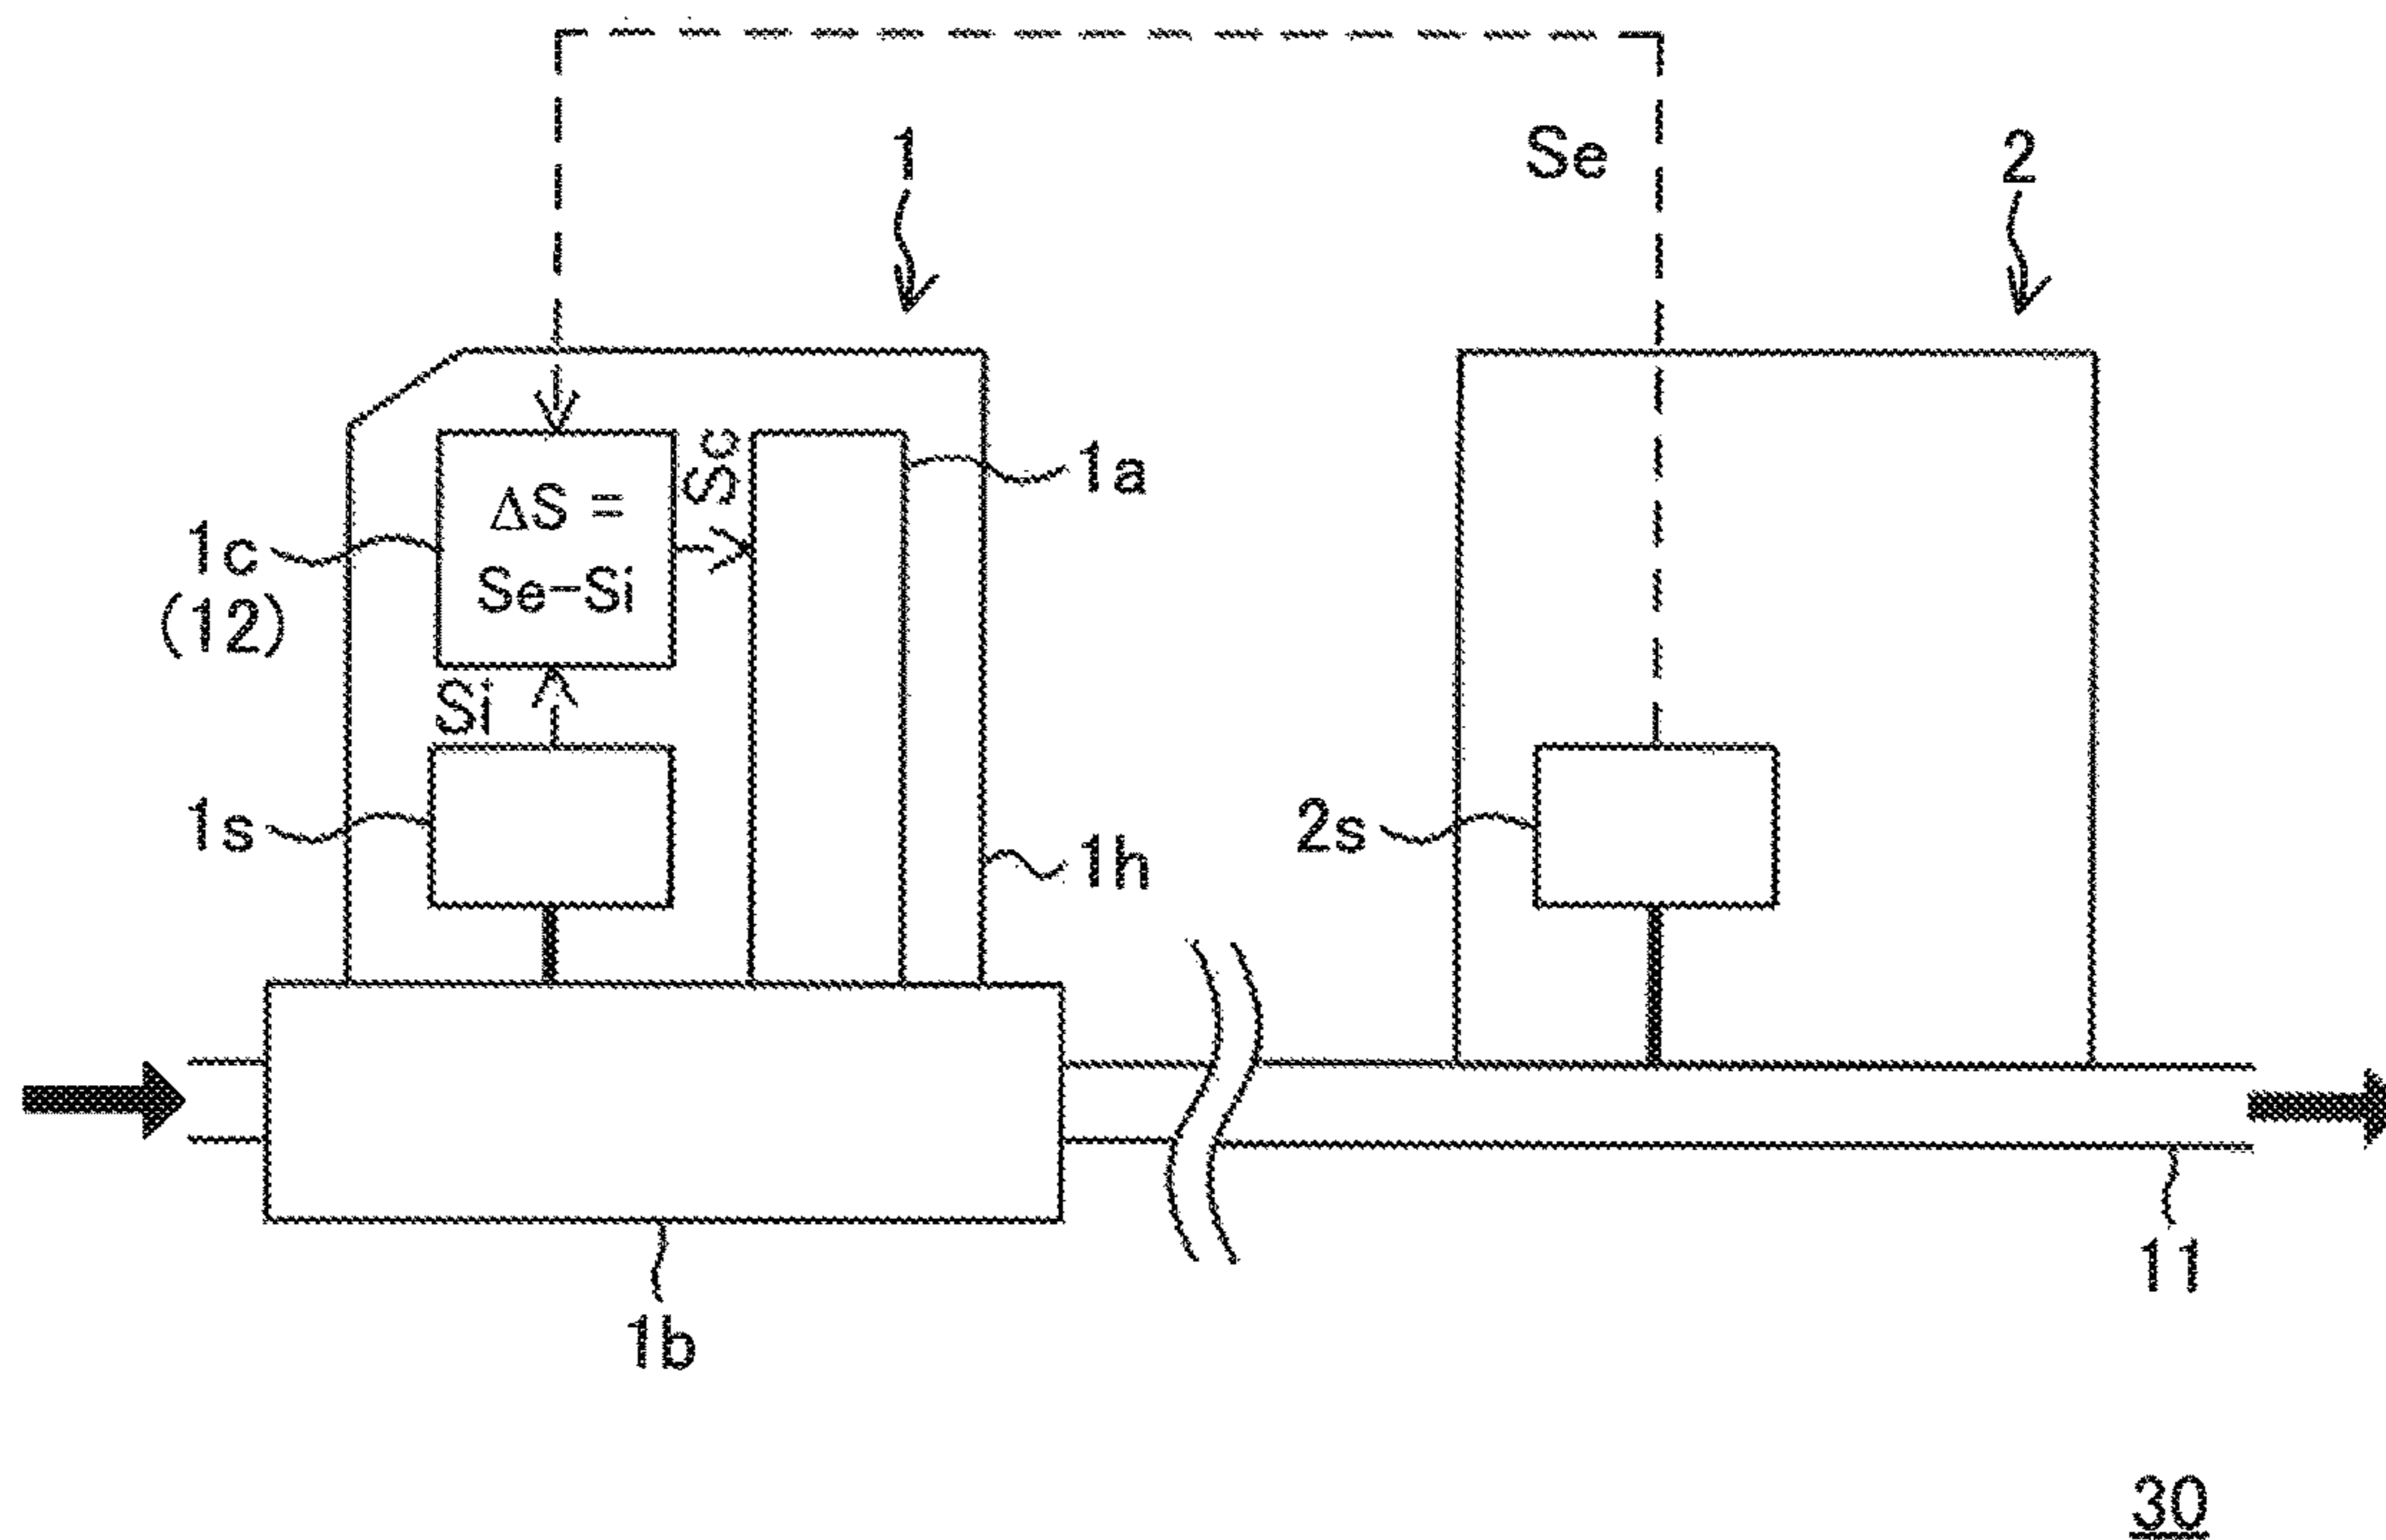 1
Se
2
Sc
1a
ΔS =
Se-Si
1c
(12)
Si
1s
2s
1h
11
1b
30